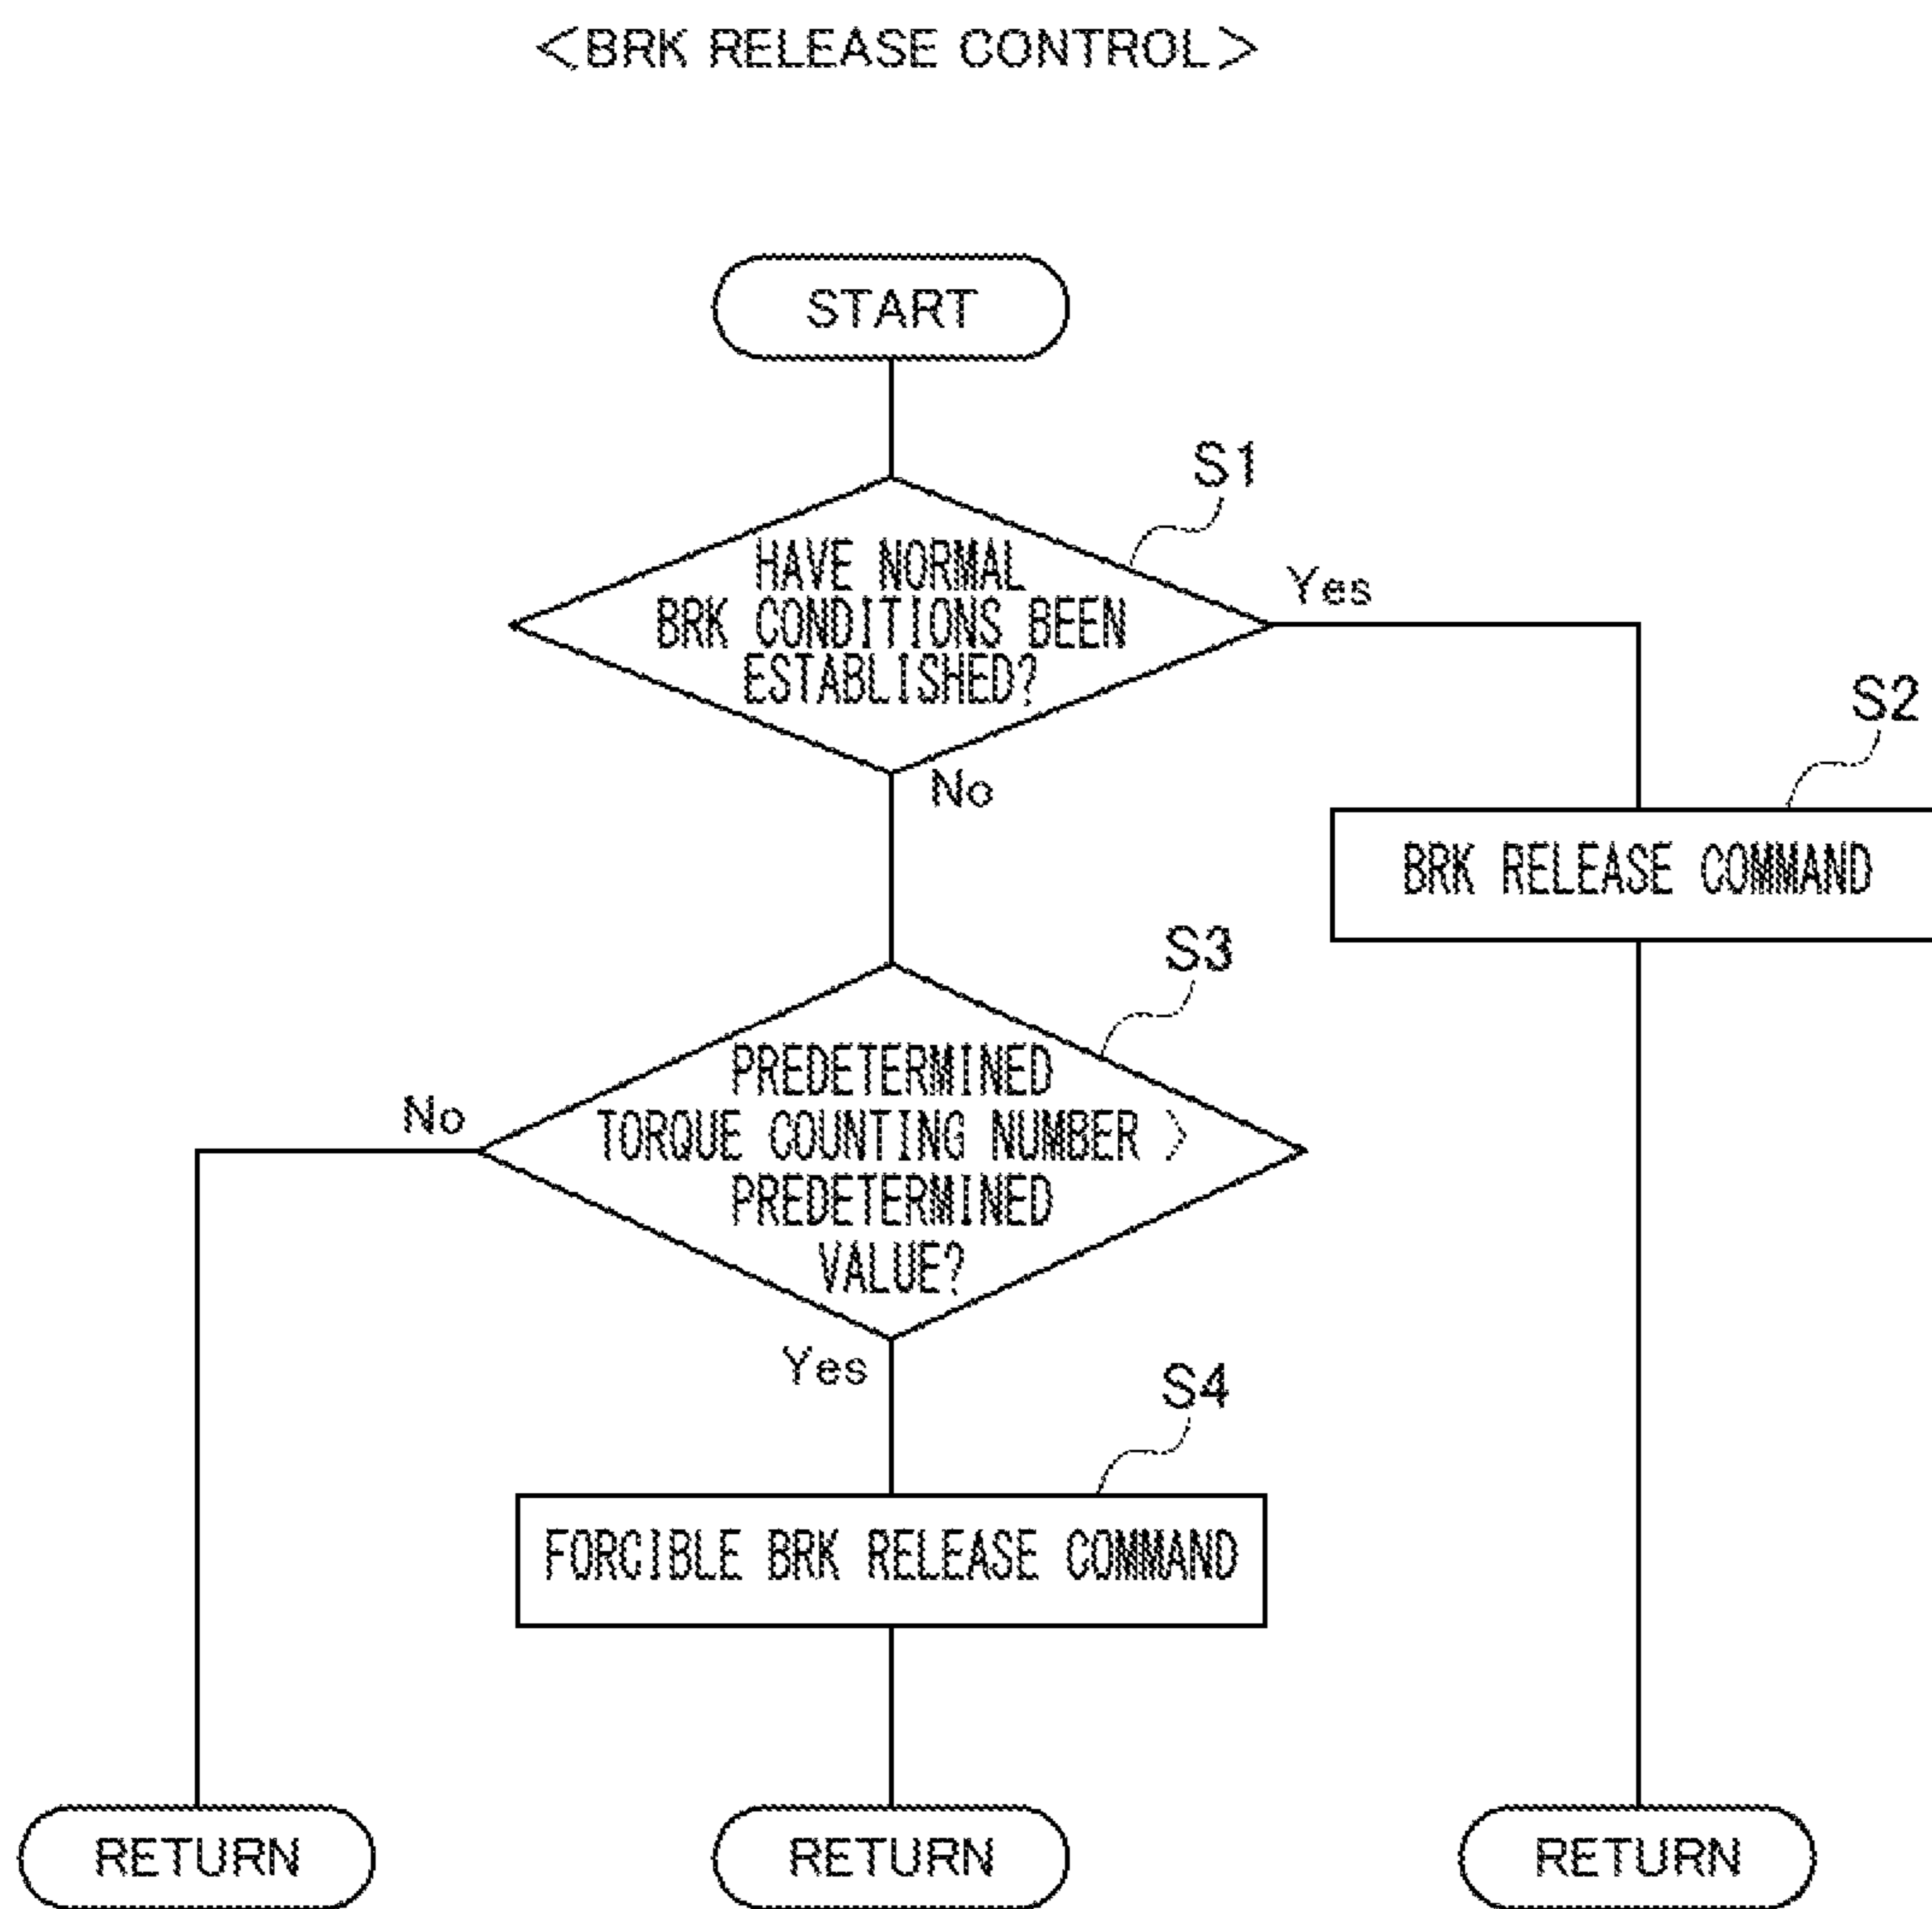 <BRK RELEASE CONTROL>
START
S1
HAVE NORMAL
BRK CONDITIONS BEEN
ESTABLISHED?
Yes
No
S2
BRK RELEASE COMMAND
S3
PREDETERMINED
TORQUE COUNTING NUMBER >
PREDETERMINED
VALUE?
No
Yes
S4
FORCIBLE BRK RELEASE COMMAND
RETURN
RETURN
RETURN